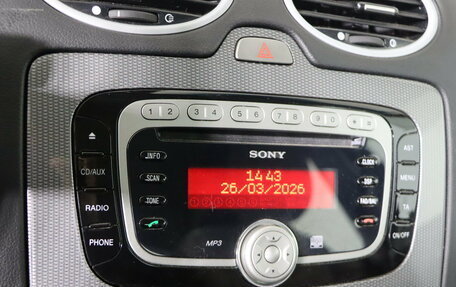 1 2 3 4 5 6 7 8 9 0 * #
SONY
.INFO
.CLOCK
AST
CD/AUX
SCAN
14 43
26/03/2026
DSP
MENU
RADIO
TONE
TA
PHONE
MP3
ON/OFF